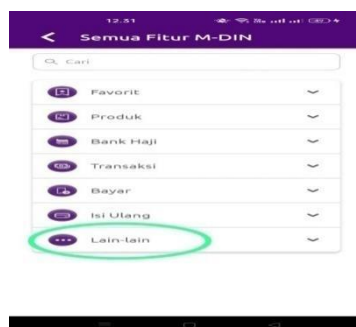 12.51
Semua Fitur M-DIN
Cari
Favorit
Produk
Bank Haji
Transaksi
Bayar
Isi Ulang
Lain-lain